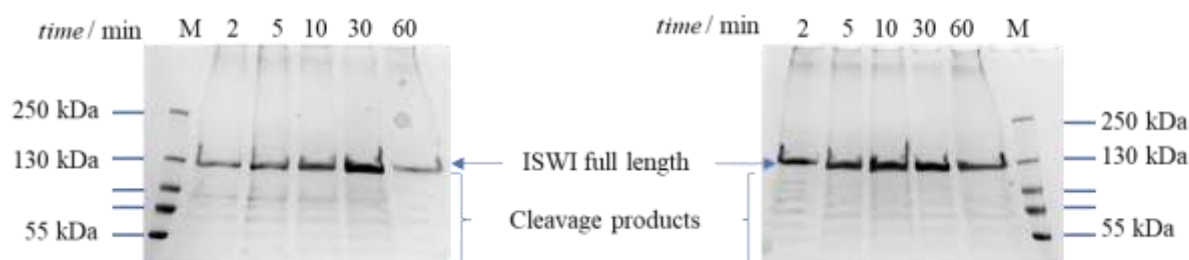 time / min M 2 5 10 30 60
time / min 2 5 10 30 60 M
250 kDa
130 kDa
55 kDa
ISWI full length
Cleavage products
250 kDa
130 kDa
55 kDa